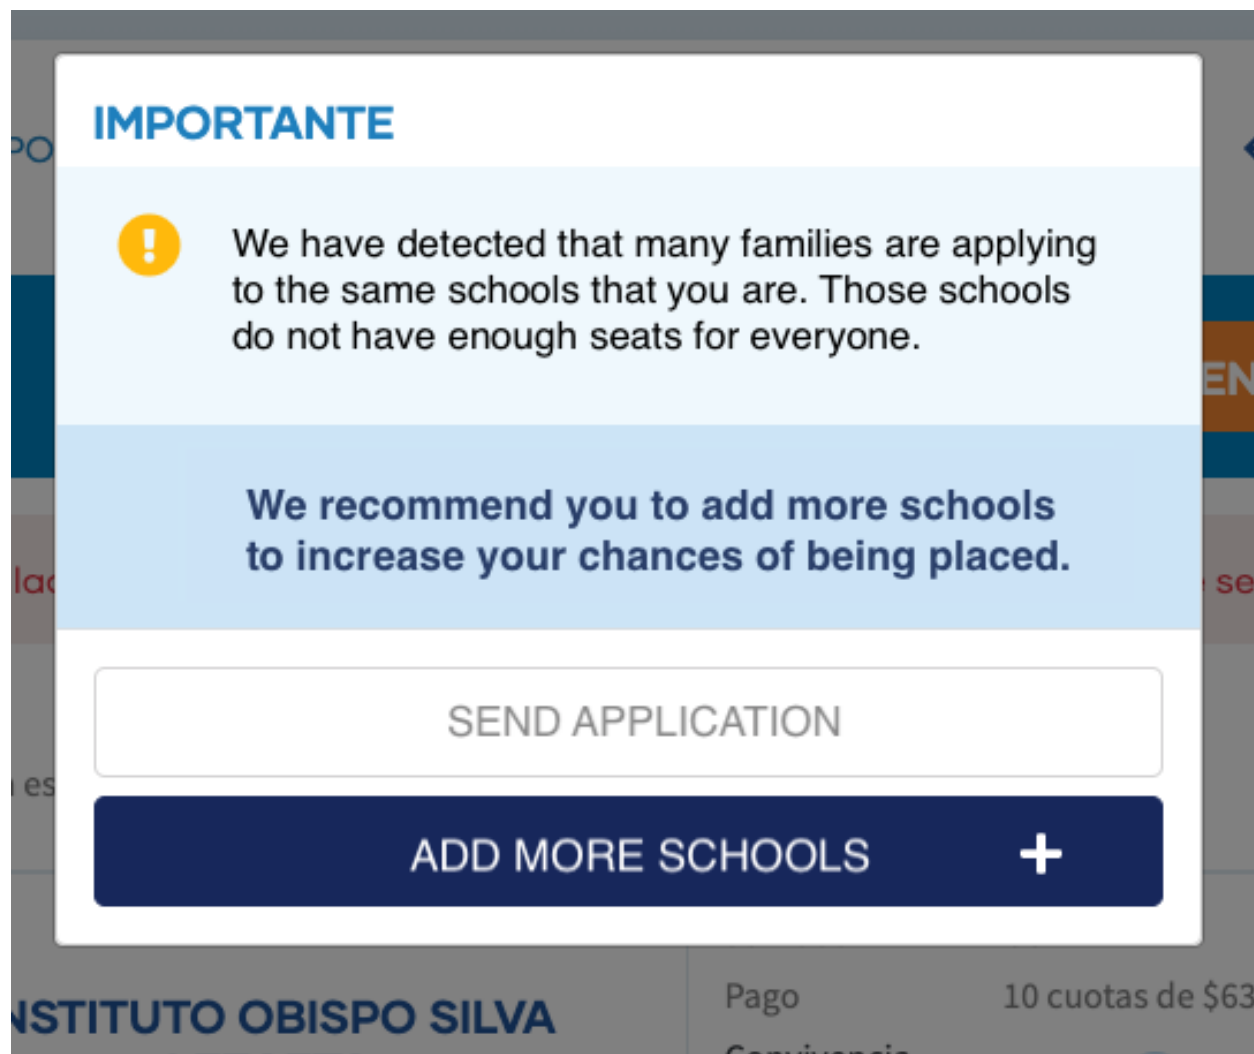 IMPORTANTE
We have detected that many families are applying
to the same schools that you are. Those schools
do not have enough seats for everyone.
We recommend you to add more schools
to increase your chances of being placed.
SEND APPLICATION
ADD MORE SCHOOLS +
es
Pago 10 cuotas de $63
NSTITUTO OBISPO SILVA
Convivencia